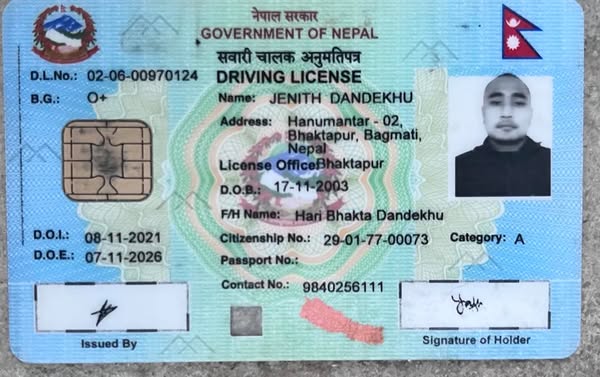 नेपाल सरकार
GOVERNMENT OF NEPAL
सवारी चालक अनुमतिपत्र
D.L.No.: 02-06-00970124
DRIVING LICENSE
B.G.: O+
Name: JENITH DANDEKHU
Address: Hanumantar - 02,
Bhaktapur, Bagmati,
Nepal
License Office: Bhaktapur
D.O.B.: 17-11-2003
F/H Name: Hari Bhakta Dandekhu
D.O.I.: 08-11-2021
Citizenship No.: 29-01-77-00073
Category: A
D.O.E.: 07-11-2026
Passport No.:
Contact No.: 9840256111
Issued By
Signature of Holder